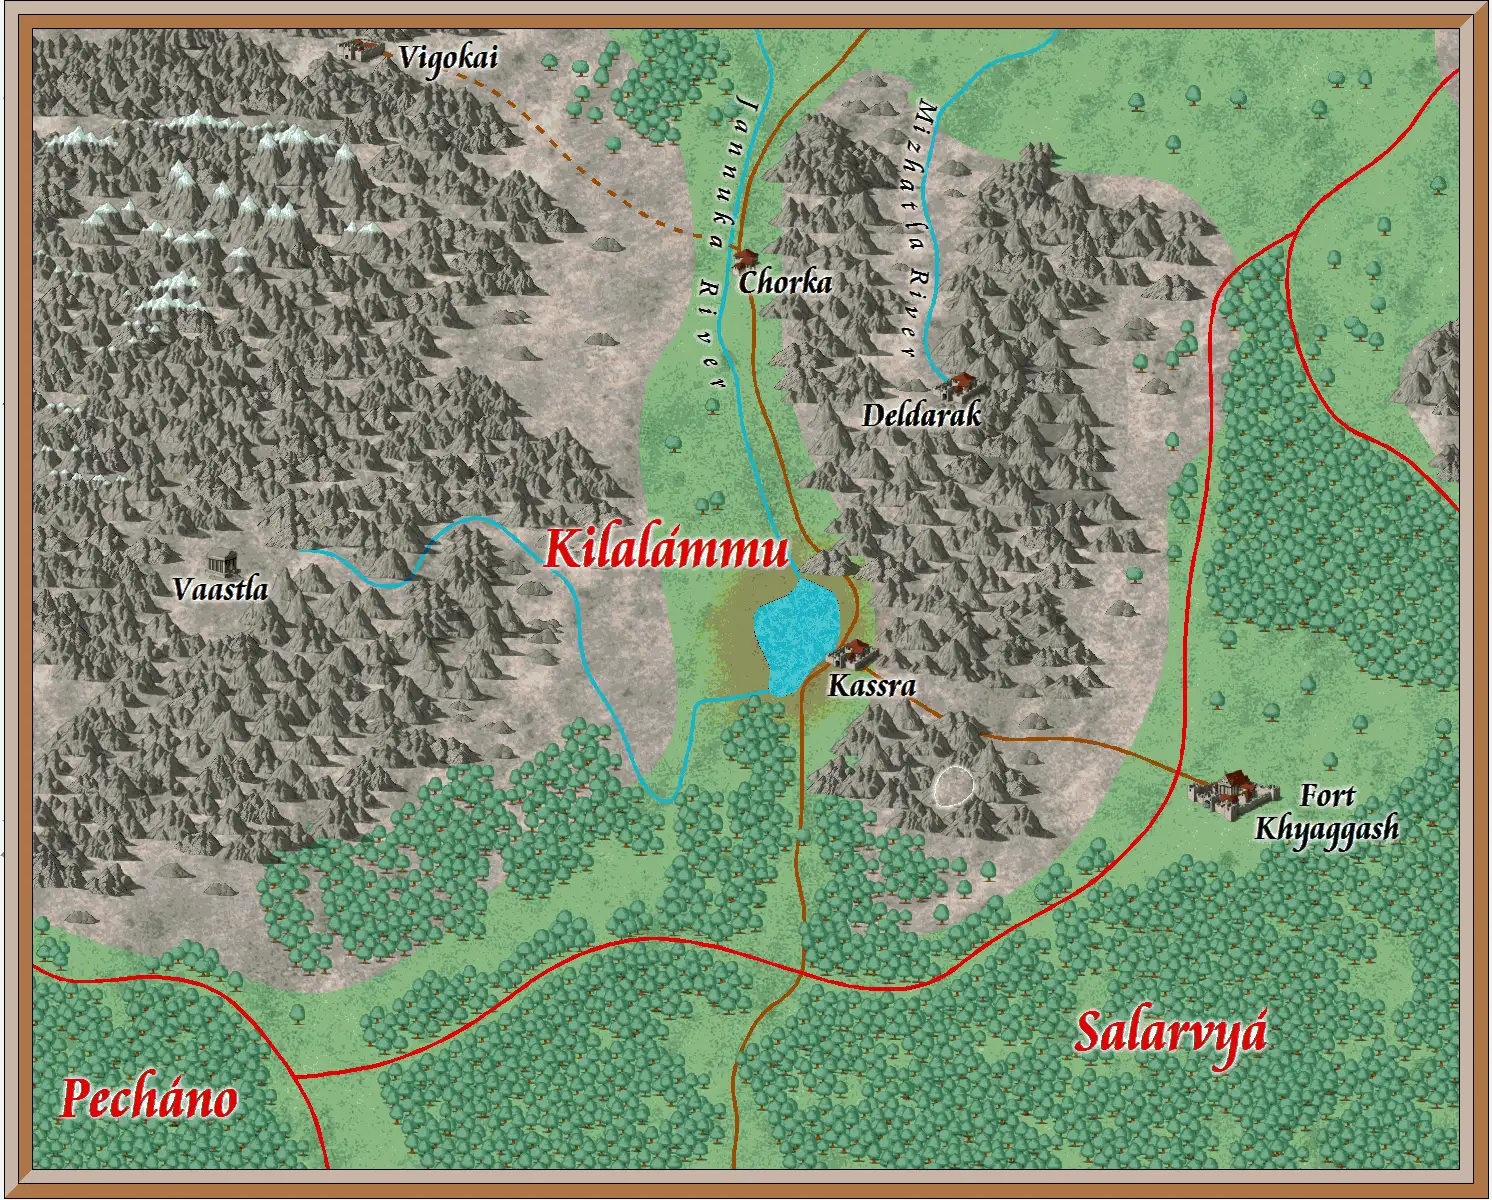 Vigokai
Jannuka River
Mizhatla River
Chorka
Deldarak
Kilalámmu
Vaastla
Kassra
Fort
Khyaggash
Salarvyá
Pecháno